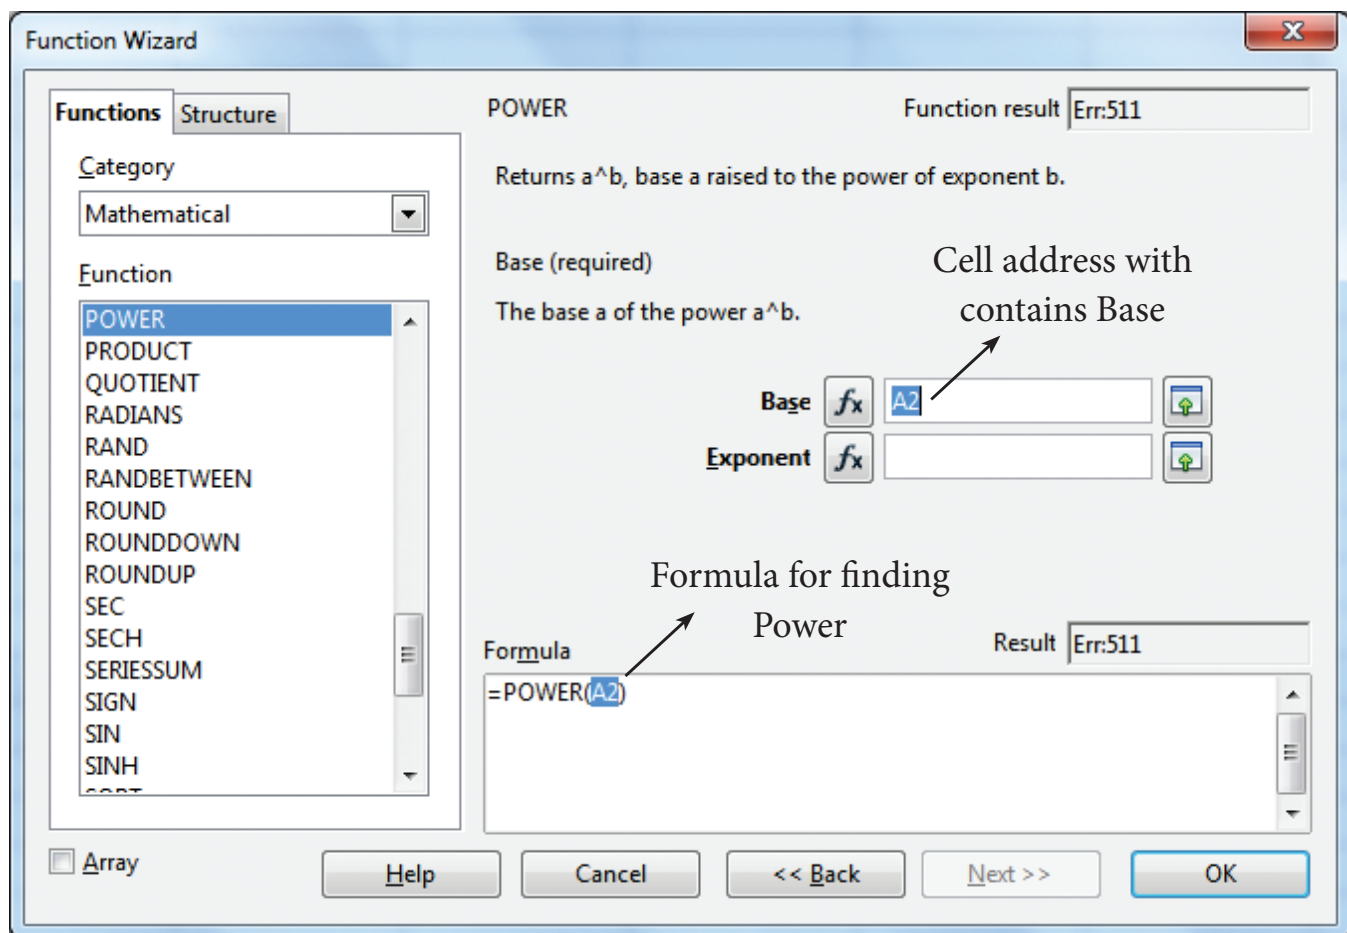 Function Wizard
Functions
Structure
Category
Mathematical
Function
POWER
PRODUCT
QUOTIENT
RADIANS
RAND
RANDBETWEEN
ROUND
ROUNDDOWN
ROUNDUP
SEC
SECH
SERIESSUM
SIGN
SIN
SINH
POWER
Function result Err:511
Returns a^b, base a raised to the power of exponent b.
Base (required)
The base a of the power a^b.
Cell address with
contains Base
Base fx A2
Exponent fx
Formula for finding
Power
Formula
Result Err:511
=POWER(A2)
Array
Help
Cancel
<< Back
Next >>
OK